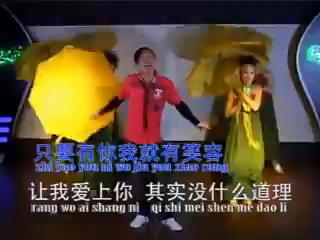 只要有你我就有笑容
zhi yao you ni wo jiu you xiao rong
让我爱上你 其实没什么道理
rang wo ai shang ni qi shi mei shen me dao li